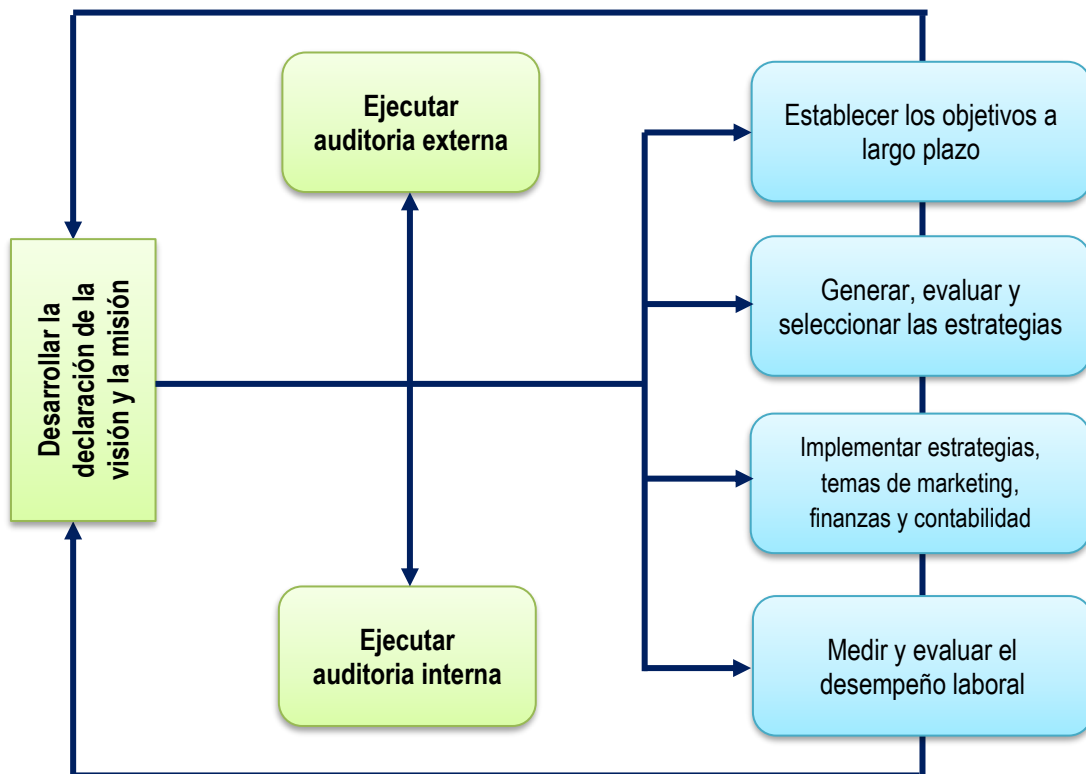 Ejecutar
auditoria externa
Establecer los objetivos a
largo plazo
Desarrollar la
declaración de la
visión y la misión
Generar, evaluar y
seleccionar las estrategias
Implementar estrategias,
temas de marketing,
finanzas y contabilidad
Ejecutar
auditoria interna
Medir y evaluar el
desempeño laboral